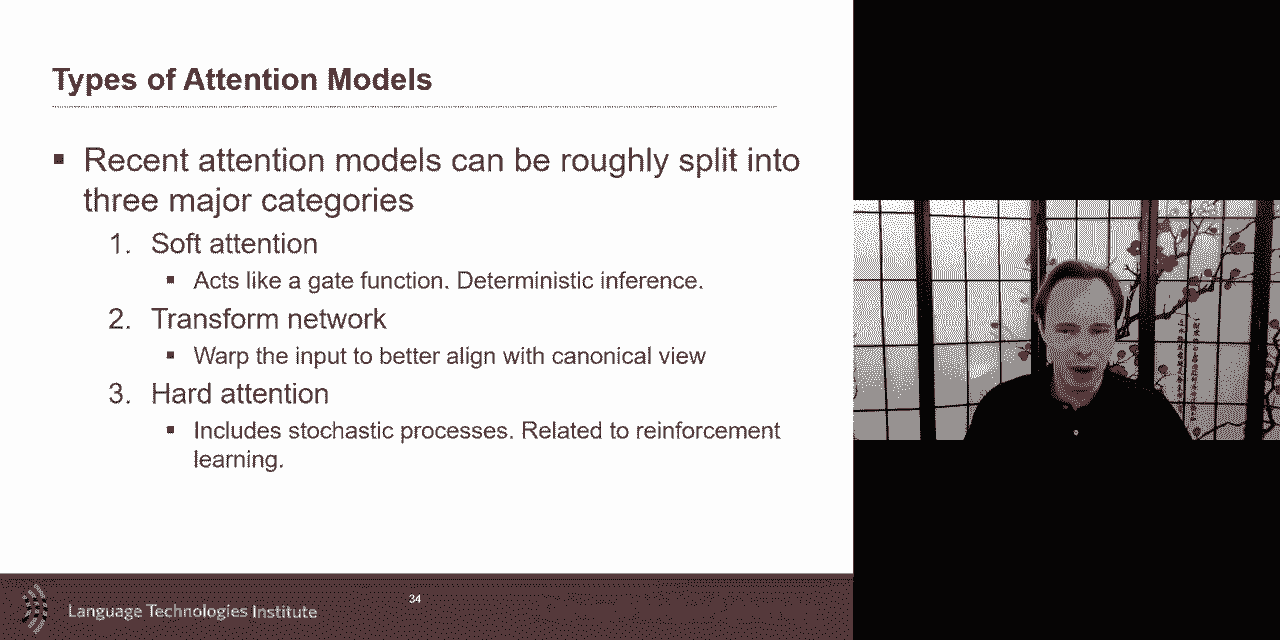 Types of Attention Models
▪ Recent attention models can be roughly split into
three major categories
1. Soft attention
▪ Acts like a gate function. Deterministic inference.
2. Transform network
▪ Warp the input to better align with canonical view
3. Hard attention
▪ Includes stochastic processes. Related to reinforcement
learning.
34
Language Technologies Institute